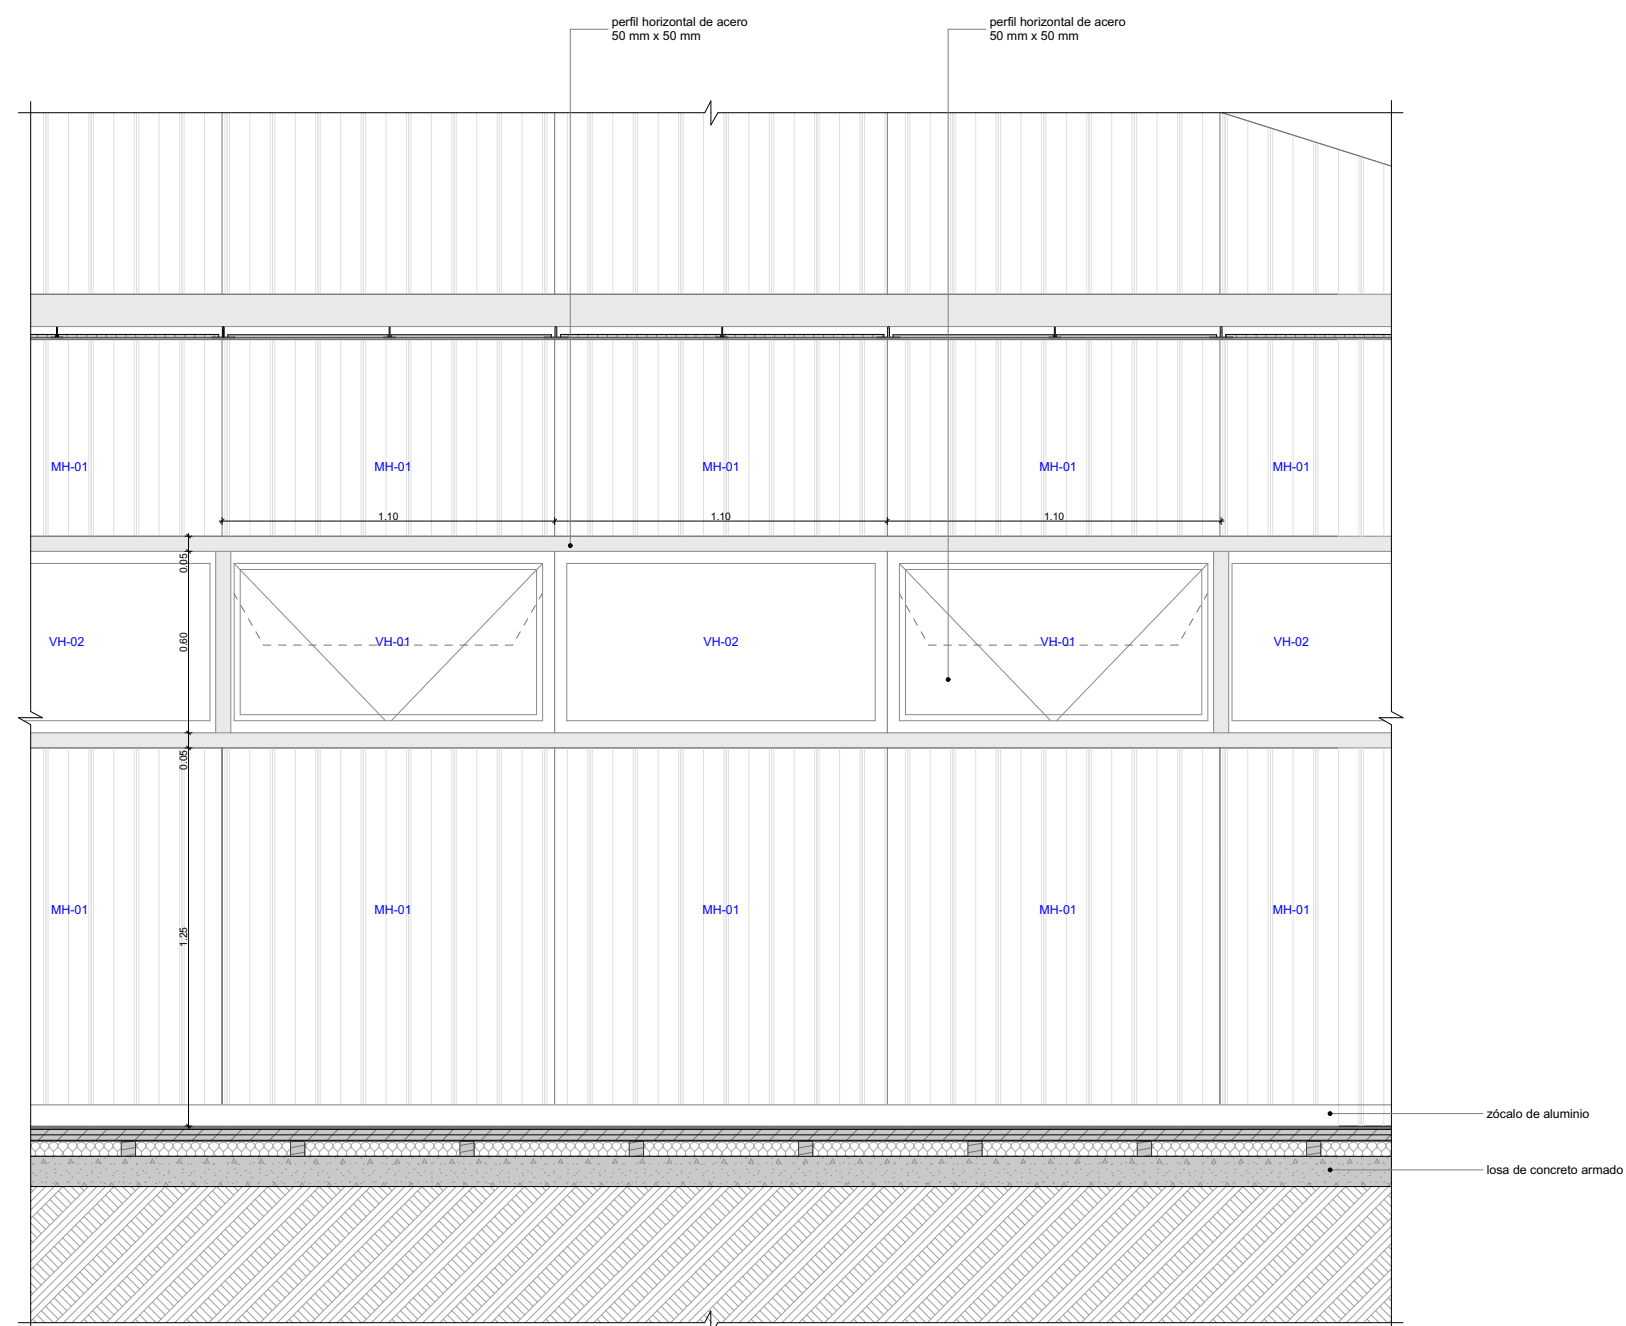 perfil horizontal de acero
50 mm x 50 mm
perfil horizontal de acero
50 mm x 50 mm
MH-01
MH-01
MH-01
MH-01
MH-01
1.10
1.10
1.10
0.05
0.60
VH-02
VH-01
VH-02
VH-01
VH-02
0.05
MH-01
MH-01
MH-01
MH-01
MH-01
1.25
zócalo de aluminio
losa de concreto armado